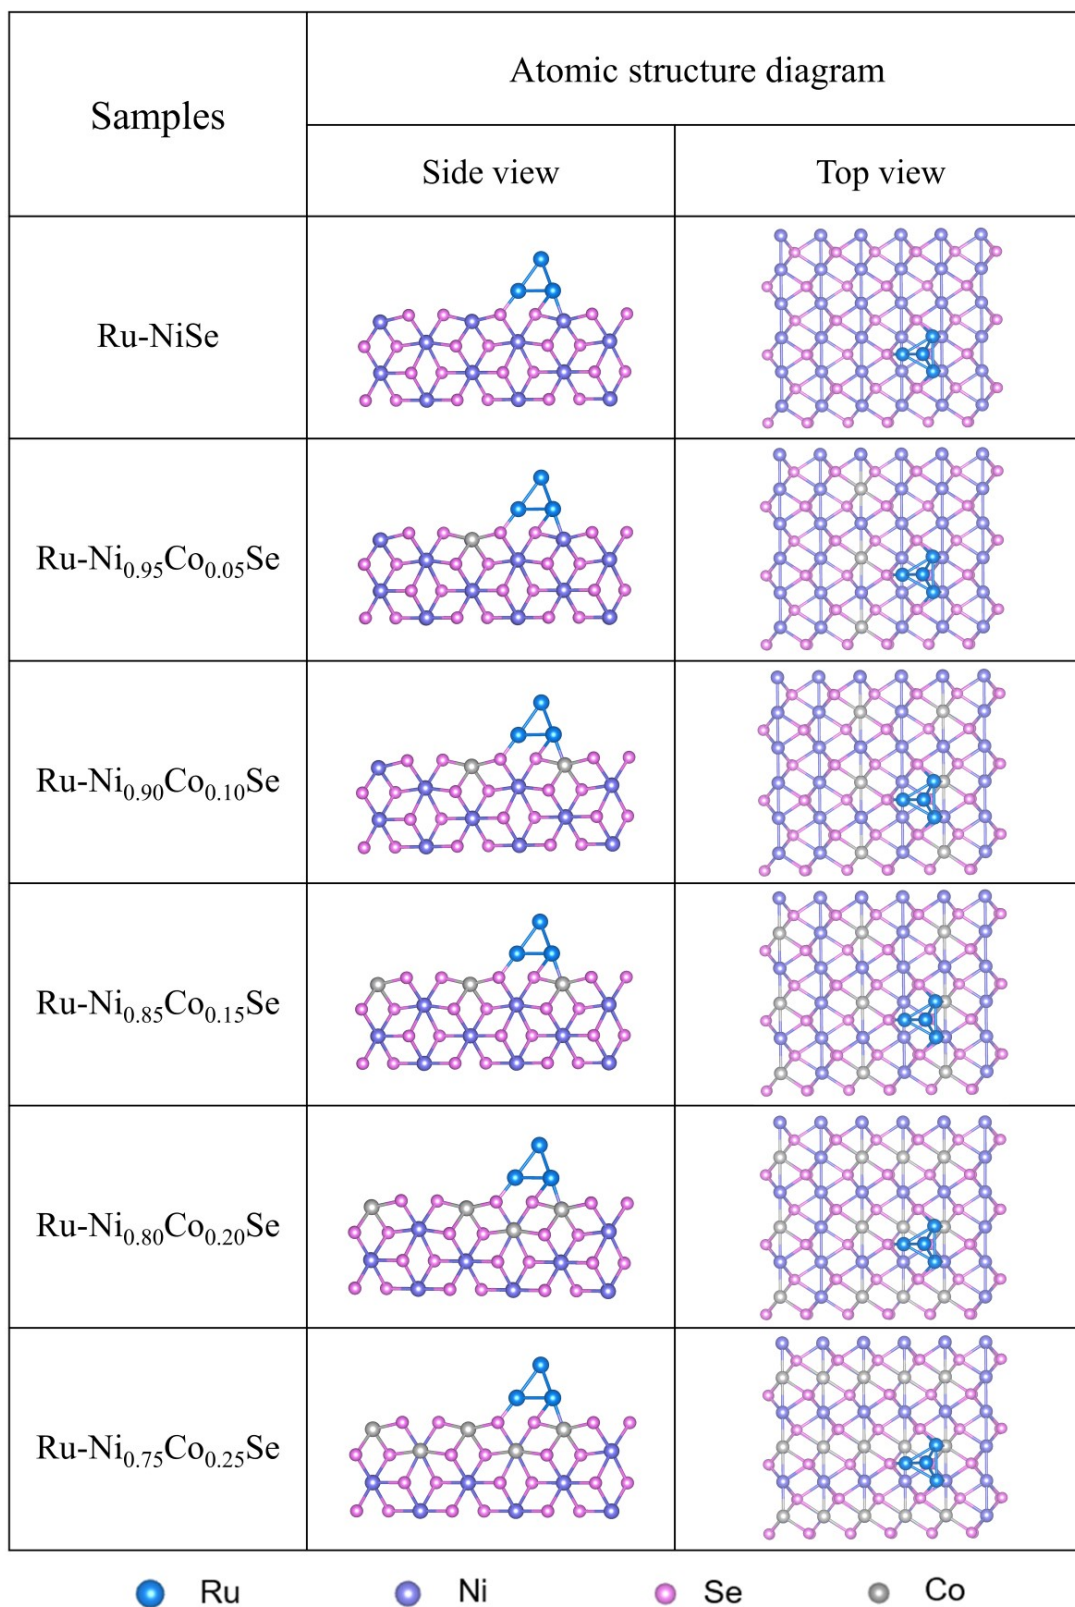 Samples
Atomic structure diagram
Side view
Top view
Ru-NiSe
Ru-Ni₀.₉₅Co₀.₀₅Se
Ru-Ni₀.₉₀Co₀.₁₀Se
Ru-Ni₀.₈₅Co₀.₁₅Se
Ru-Ni₀.₈₀Co₀.₂₀Se
Ru-Ni₀.₇₅Co₀.₂₅Se
Ru Ni Se Co